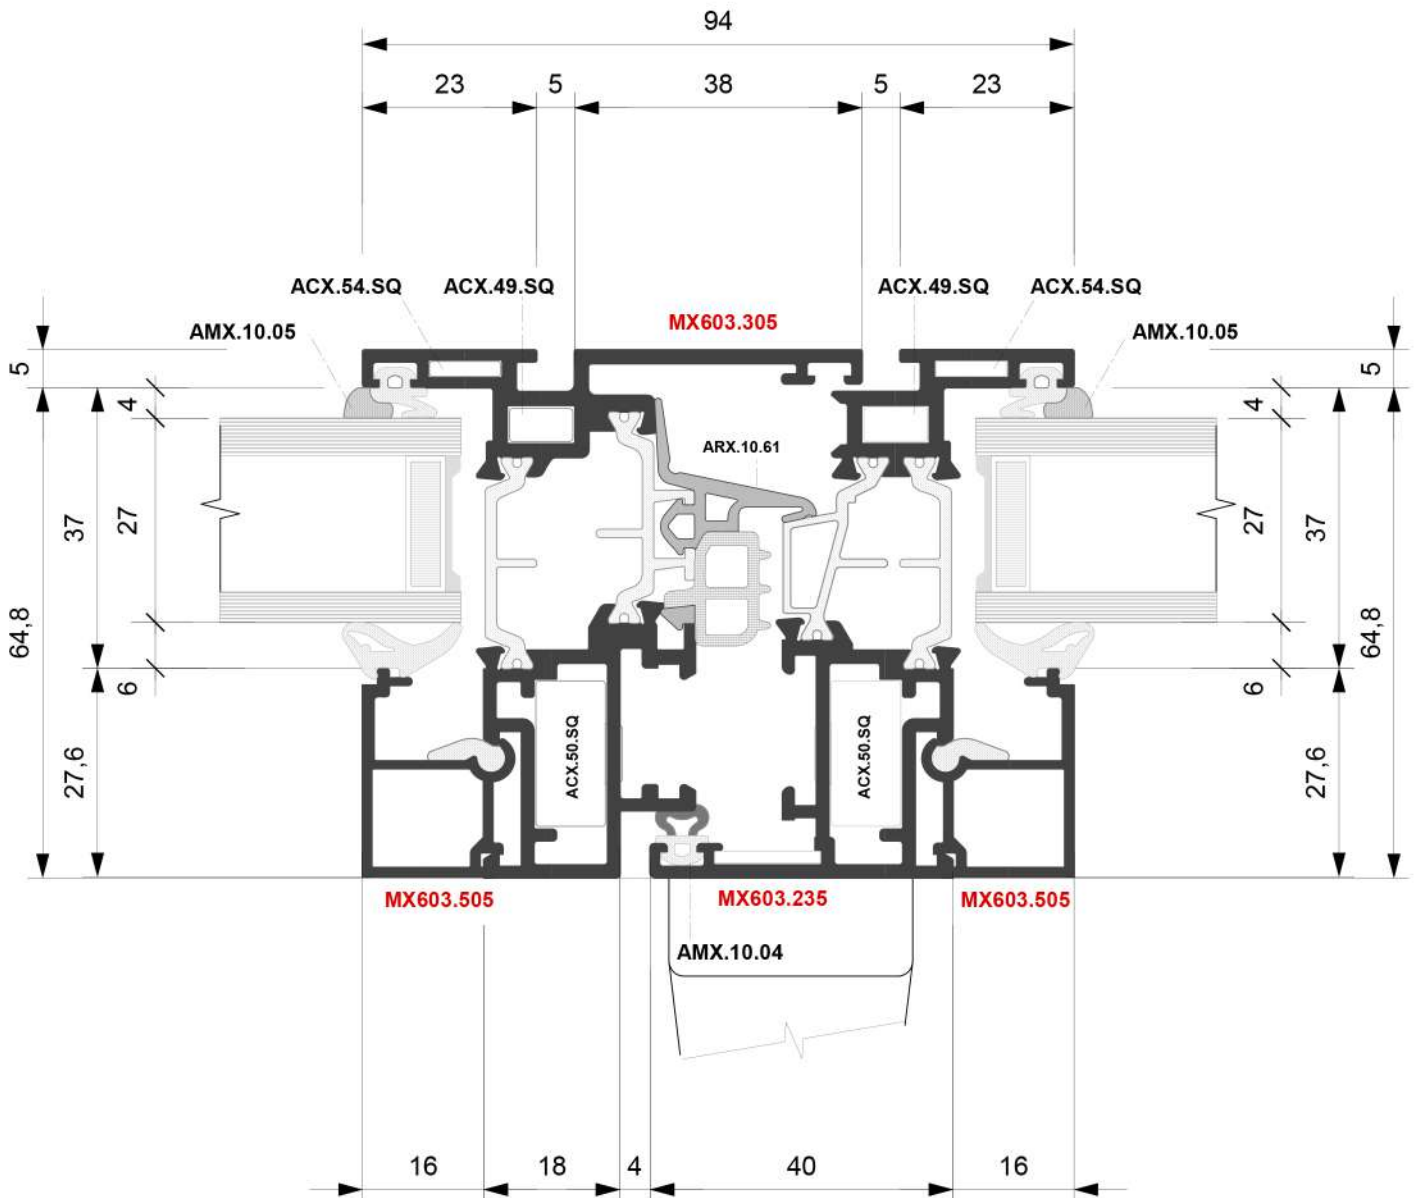 94
23 5 38 5 23
ACX.54.SQ ACX.49.SQ ACX.49.SQ ACX.54.SQ
MX603.305
AMX.10.05 AMX.10.05
5 5
4 4
ARX.10.61
37 27 27 37
64,8 64,8
6 6
27,6 ACX.50.SQ ACX.50.SQ 27,6
MX603.505 MX603.235 MX603.505
AMX.10.04
16 18 4 40 16